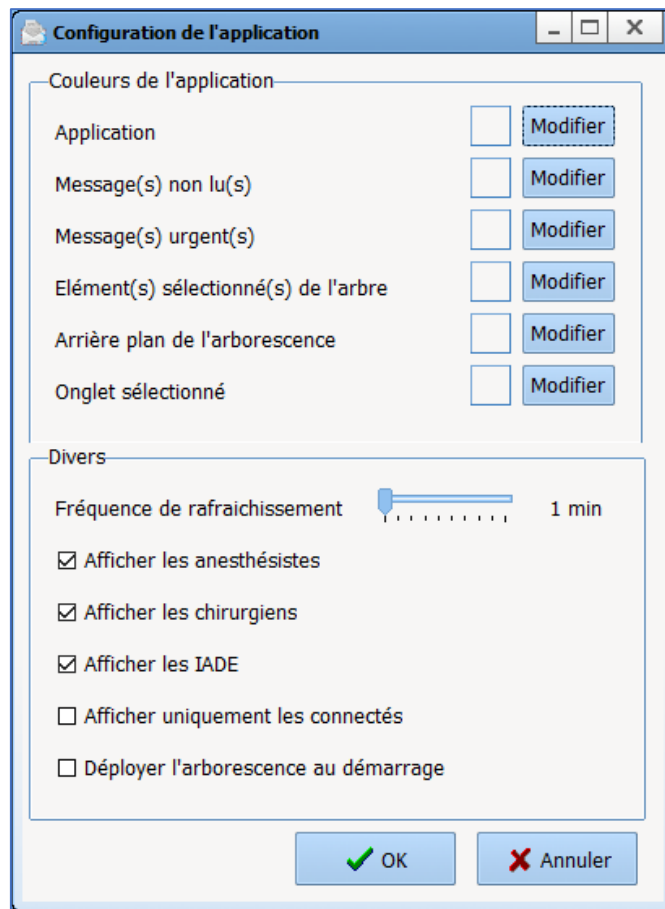 Configuration de l'application
Couleurs de l'application
Application Modifier
Message(s) non lu(s) Modifier
Message(s) urgent(s) Modifier
Elément(s) sélectionné(s) de l'arbre Modifier
Arrière plan de l'arborescence Modifier
Onglet sélectionné Modifier
Divers
Fréquence de rafraichissement 1 min
Afficher les anesthésistes
Afficher les chirurgiens
Afficher les IADE
Afficher uniquement les connectés
Déployer l'arborescence au démarrage
OK Annuler